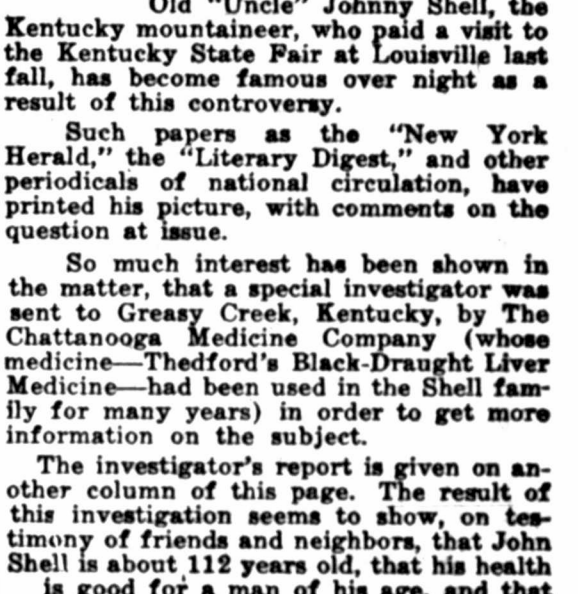 Old "Uncle" Johnny Shell, the
Kentucky mountaineer, who paid a visit to
the Kentucky State Fair at Louisville last
fall, has become famous over night as a
result of this controversy.
Such papers as the "New York
Herald," the "Literary Digest," and other
periodicals of national circulation, have
printed his picture, with comments on the
question at issue.
So much interest has been shown in
the matter, that a special investigator was
sent to Greasy Creek, Kentucky, by The
Chattanooga Medicine Company (whose
medicine—Thedford's Black-Draught Liver
Medicine—had been used in the Shell fam-
ily for many years) in order to get more
information on the subject.
The investigator's report is given on an-
other column of this page. The result of
this investigation seems to show, on tes-
timony of friends and neighbors, that John
Shell is about 112 years old, that his health
is good for a man of his age, and that